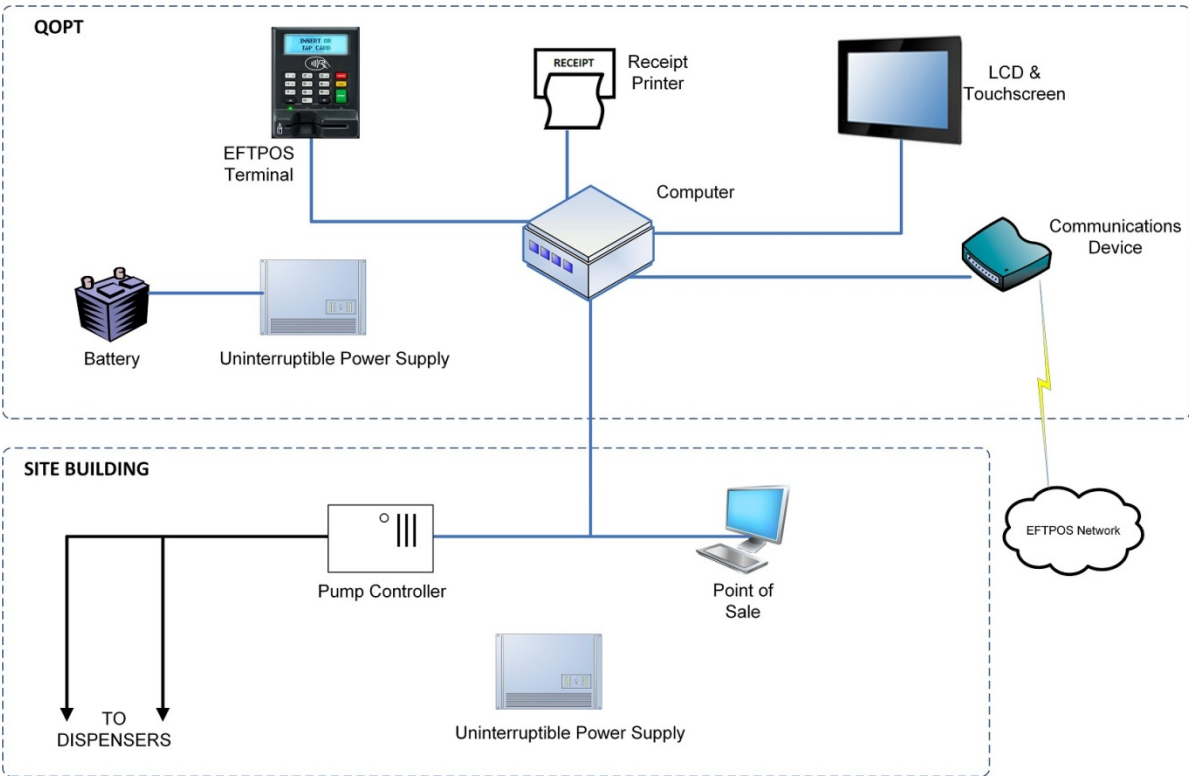 QOPT
INSERT OR
TAP CARD
EFTPOS
Terminal
RECEIPT
Receipt
Printer
LCD &
Touchscreen
Computer
Communications
Device
Battery
Uninterruptible Power Supply
SITE BUILDING
Pump Controller
Point of
Sale
EFTPOS Network
Uninterruptible Power Supply
TO
DISPENSERS